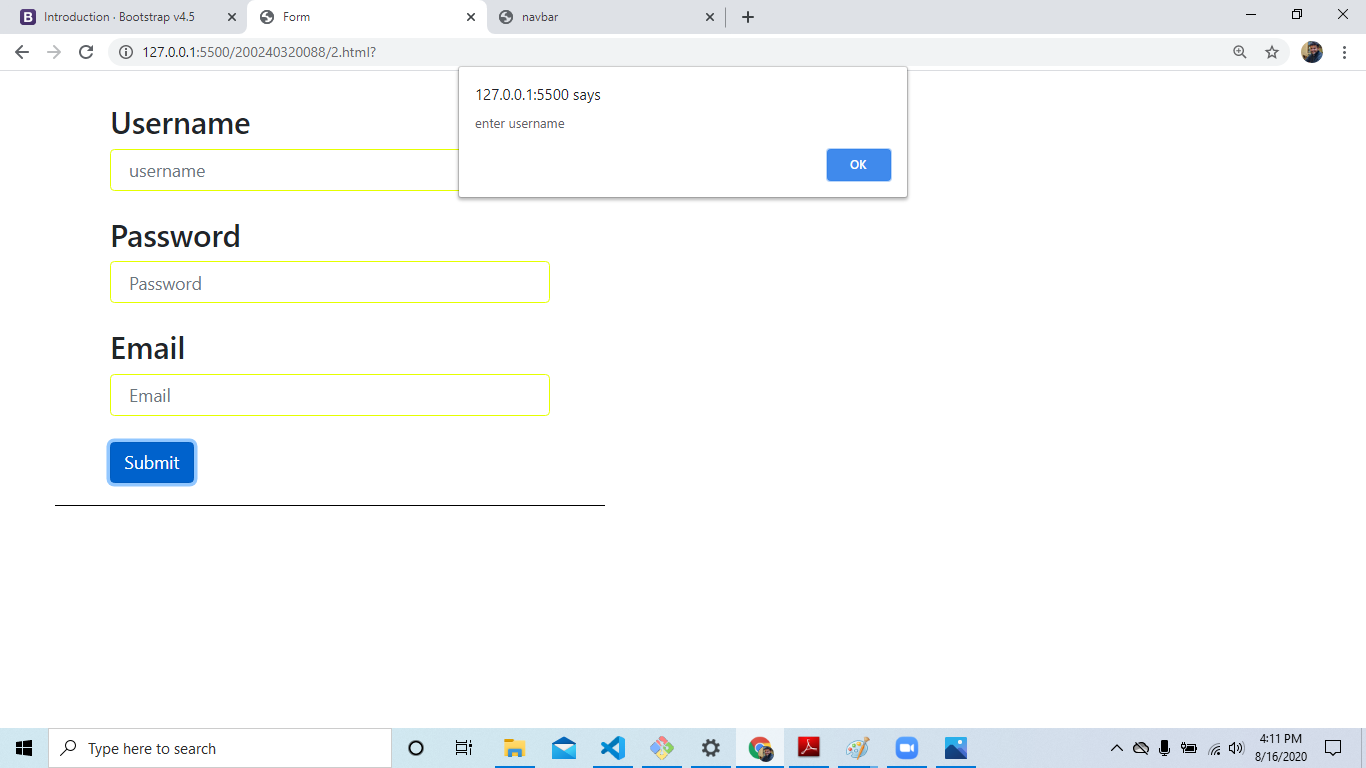 Introduction · Bootstrap v4.5
Form
navbar
127.0.0.1:5500/200240320088/2.html?
127.0.0.1:5500 says
enter username
OK
Username
username
Password
Password
Email
Email
Submit
Type here to search
4:11 PM
8/16/2020